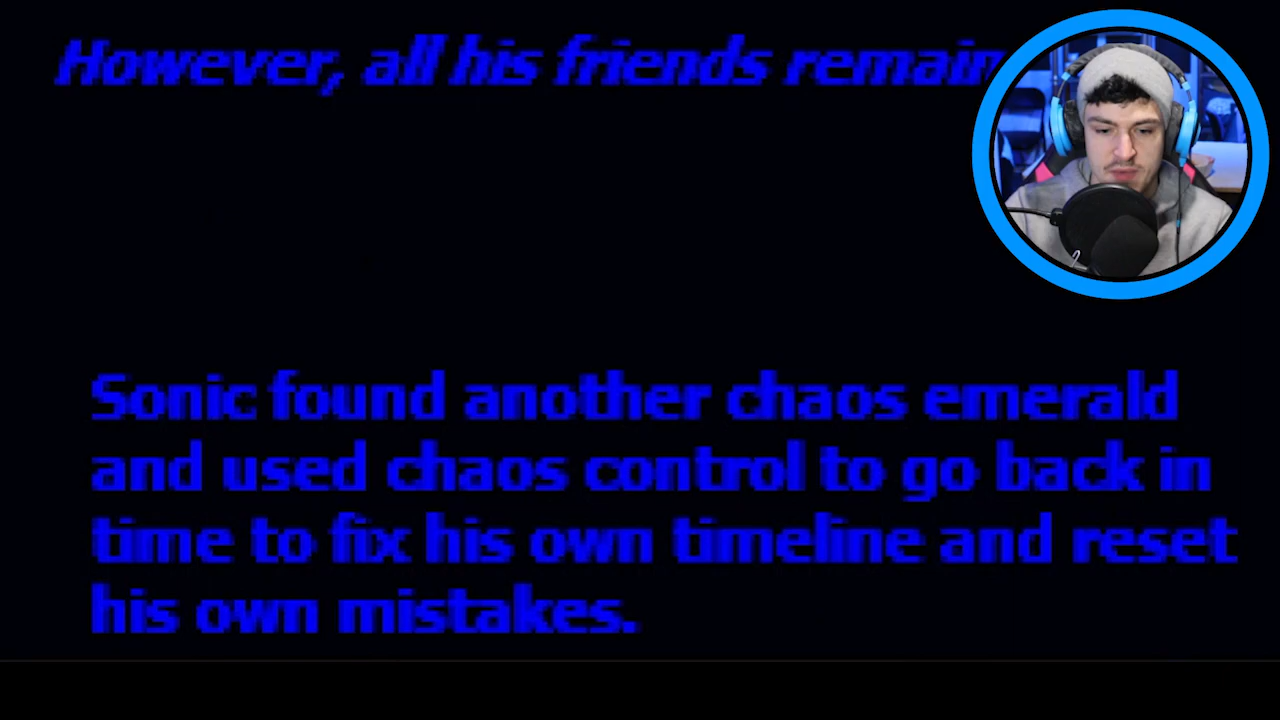 However, all his friends remain
Sonic found another chaos emerald
and used chaos control to go back in
time to fix his own timeline and reset
his own mistakes.